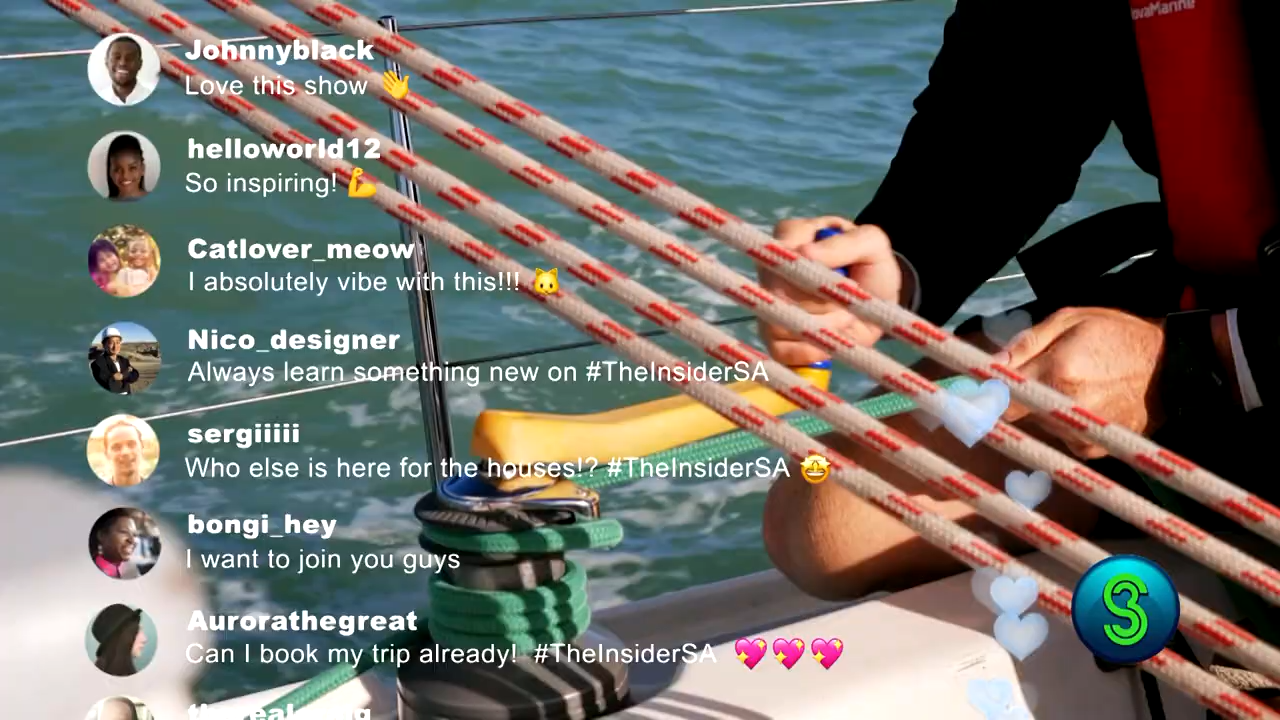 ovaMarine
Johnnyblack
Love this show 👋
helloworld12
So inspiring! 💪
Catlover_meow
I absolutely vibe with this!!! 🐱
Nico_designer
Always learn something new on #TheInsiderSA
sergiiiii
Who else is here for the houses!? #TheInsiderSA 🤩
bongi_hey
I want to join you guys
Aurorathegreat
Can I book my trip already! #TheInsiderSA 💖💖💖
S3